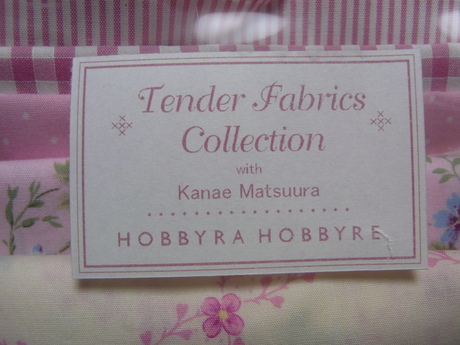 Tender Fabrics
Collection
with
Kanae Matsuura
HOBBYRA HOBBYRE